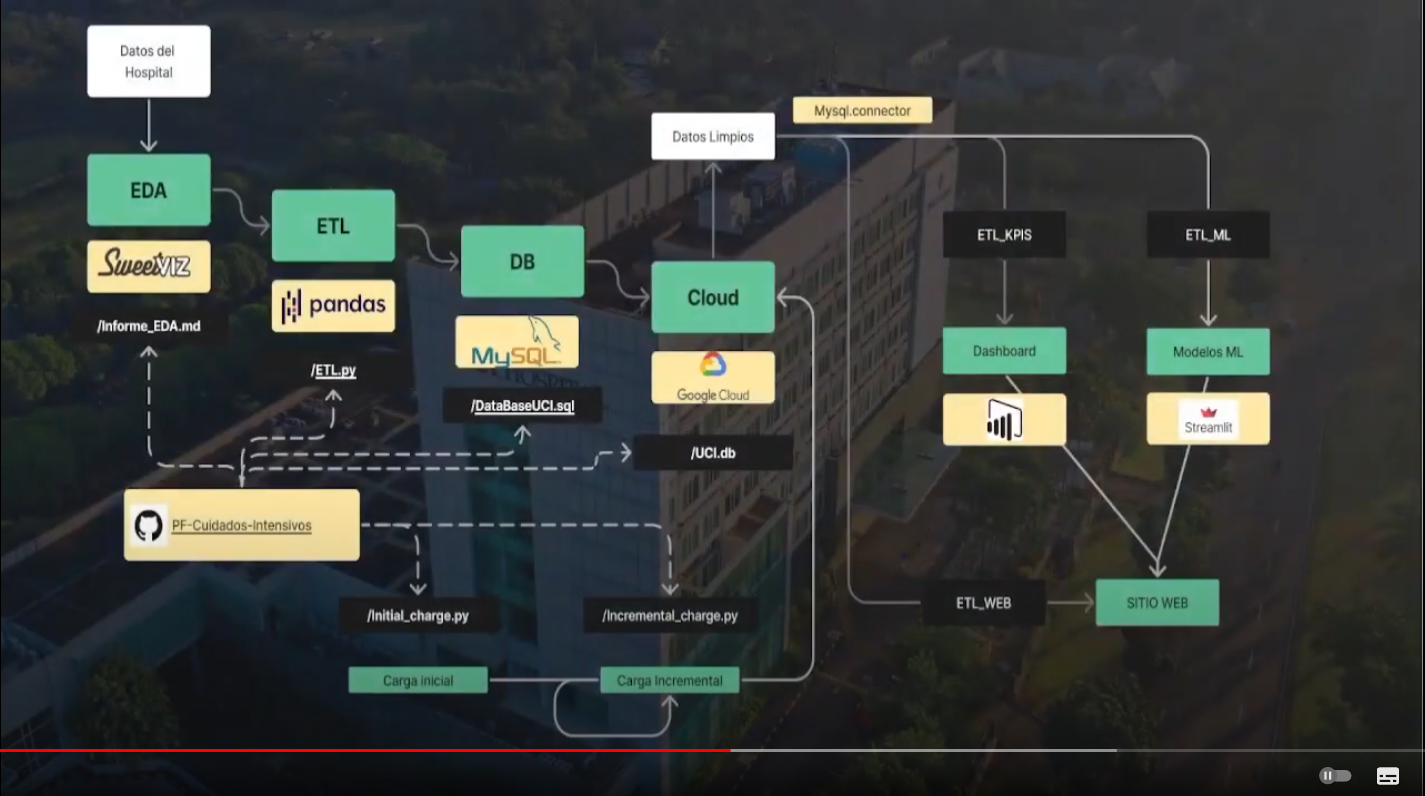 Datos del
Hospital
EDA
SweetVIZ
/Informe_EDA.md
ETL
pandas
/ETL.py
DB
MySQL
/DataBaseUCI.sql
Datos Limpios
Mysql.connector
Cloud
Google Cloud
/UCI.db
ETL_KPIS
ETL_ML
Dashboard
Modelos ML
Streamlit
PF-Cuidados-Intensivos
/Initial_charge.py
/Incremental_charge.py
ETL_WEB
SITIO WEB
Carga inicial
Carga Incremental